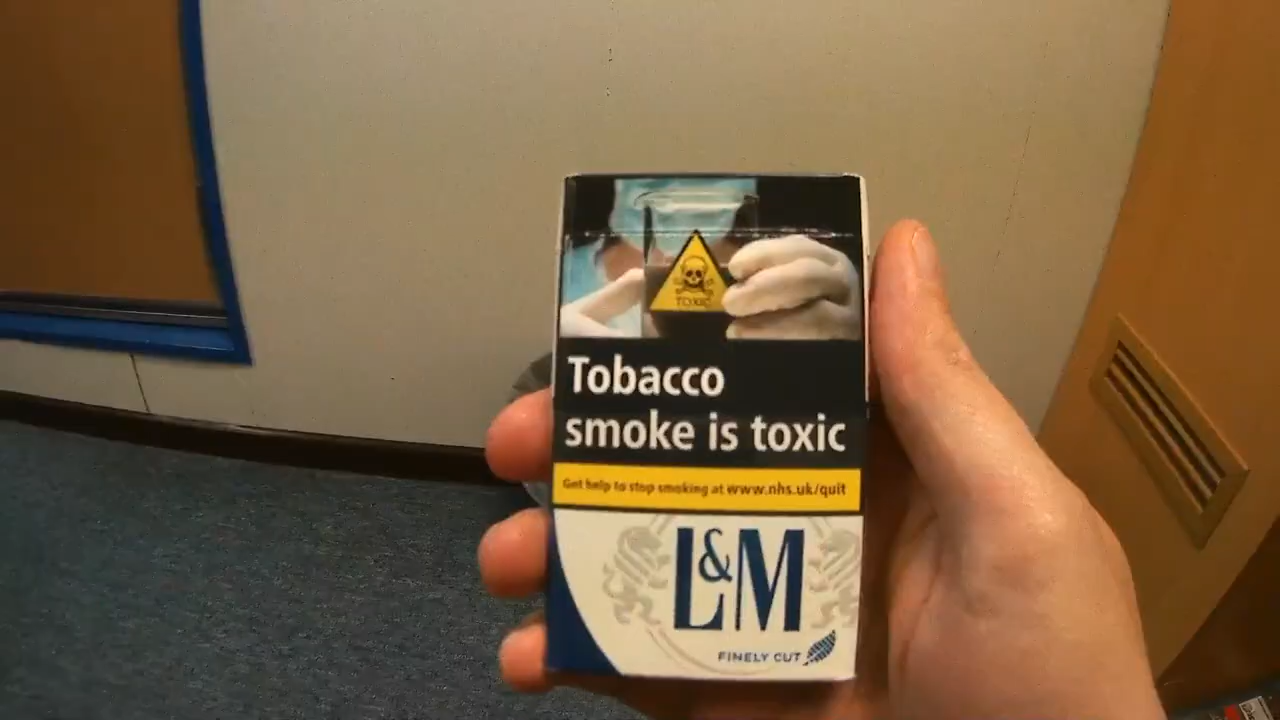 TOXIC
Tobacco
smoke is toxic
Get help to stop smoking at www.nhs.uk/quit
L&M
FINELY CUT